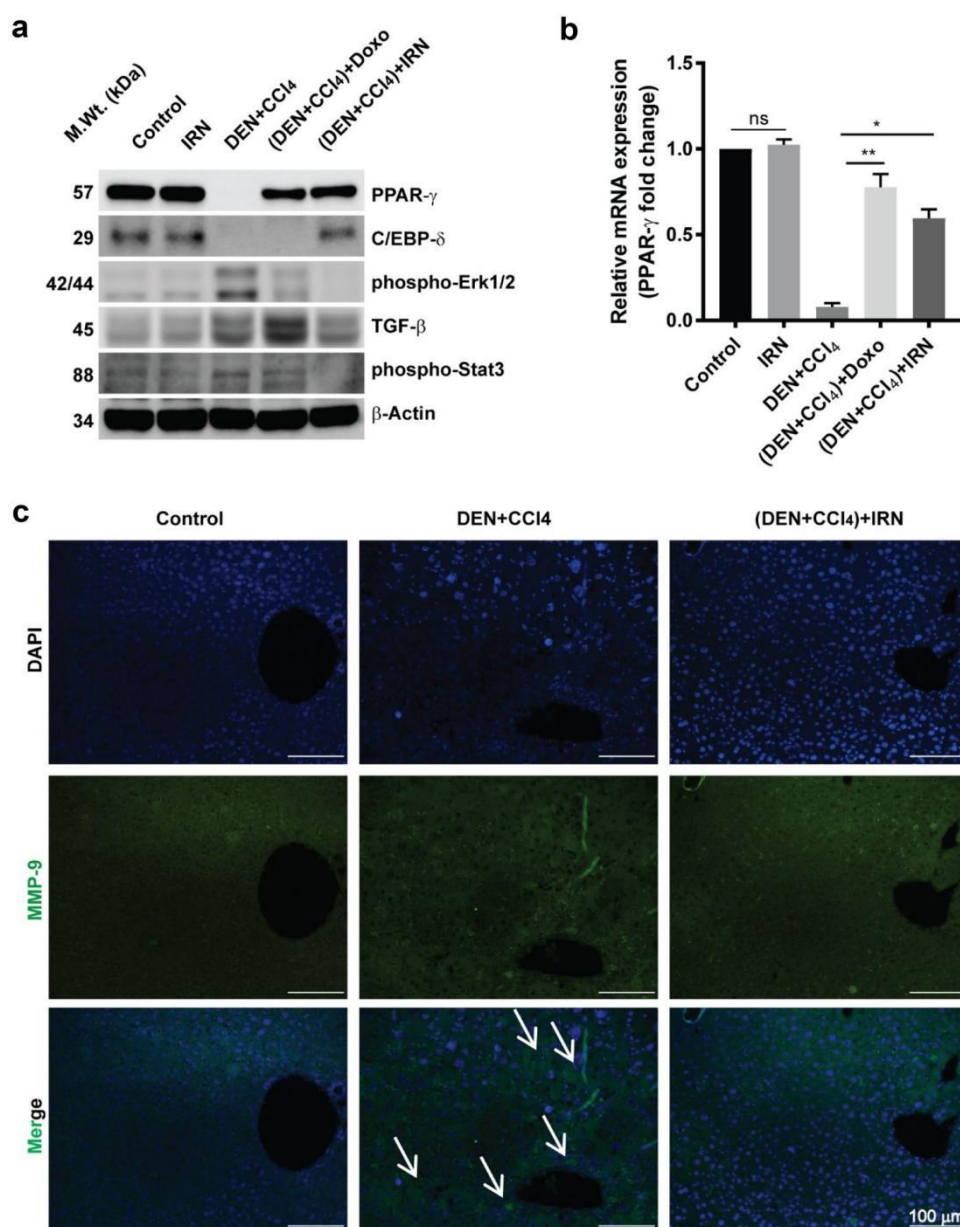 a
M.Wt. (kDa)
Control
IRN
DEN+CCl4
(DEN+CCl4)+Doxo
(DEN+CCl4)+IRN
57
PPAR-γ
29
C/EBP-δ
42/44
phospho-Erk1/2
45
TGF-β
88
phospho-Stat3
34
β-Actin
b
Relative mRNA expression
(PPAR-γ fold change)
1.5
1.0
0.5
0.0
ns
*
**
Control
IRN
DEN+CCl₄
(DEN+CCl₄)+Doxo
(DEN+CCl₄)+IRN
c
Control
DEN+CCl4
(DEN+CCl₄)+IRN
DAPI
MMP-9
Merge
100 µm